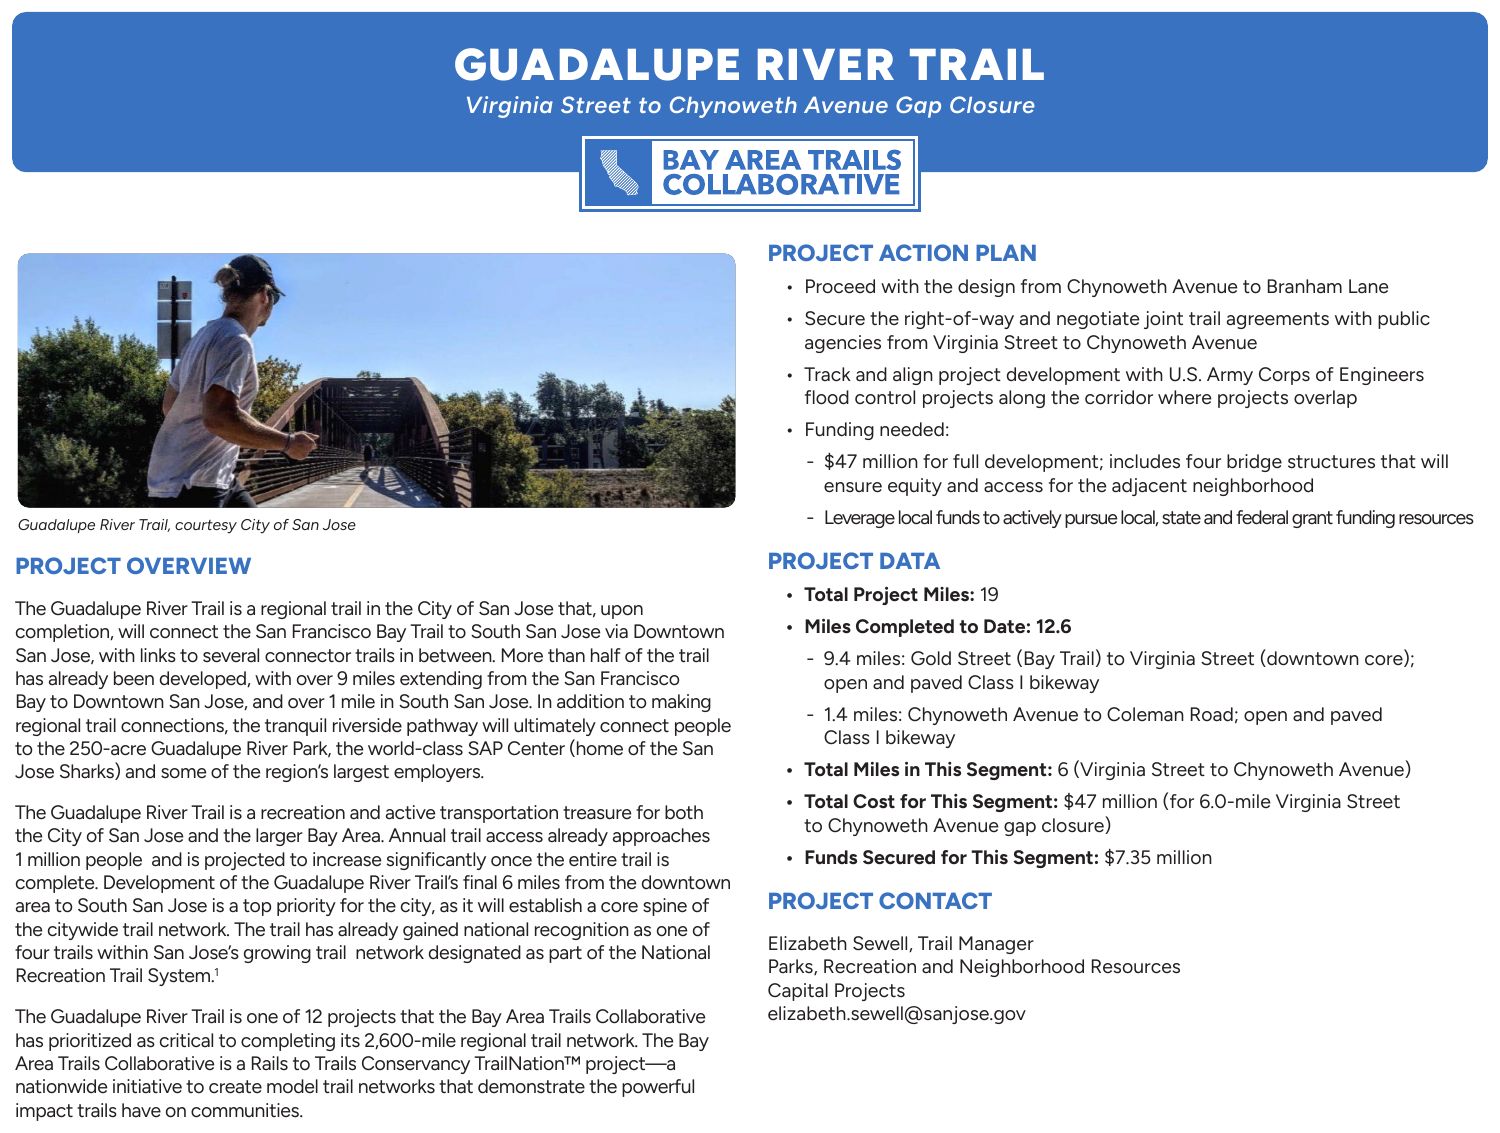 GUADALUPE RIVER TRAIL
Virginia Street to Chynoweth Avenue Gap Closure
BAY AREA TRAILS
COLLABORATIVE
Guadalupe River Trail, courtesy City of San Jose
PROJECT OVERVIEW
The Guadalupe River Trail is a regional trail in the City of San Jose that, upon
completion, will connect the San Francisco Bay Trail to South San Jose via Downtown
San Jose, with links to several connector trails in between. More than half of the trail
has already been developed, with over 9 miles extending from the San Francisco
Bay to Downtown San Jose, and over 1 mile in South San Jose. In addition to making
regional trail connections, the tranquil riverside pathway will ultimately connect people
to the 250-acre Guadalupe River Park, the world-class SAP Center (home of the San
Jose Sharks) and some of the region's largest employers.
The Guadalupe River Trail is a recreation and active transportation treasure for both
the City of San Jose and the larger Bay Area. Annual trail access already approaches
1 million people and is projected to increase significantly once the entire trail is
complete. Development of the Guadalupe River Trail's final 6 miles from the downtown
area to South San Jose is a top priority for the city, as it will establish a core spine of
the citywide trail network. The trail has already gained national recognition as one of
four trails within San Jose's growing trail network designated as part of the National
Recreation Trail System.¹
The Guadalupe River Trail is one of 12 projects that the Bay Area Trails Collaborative
has prioritized as critical to completing its 2,600-mile regional trail network. The Bay
Area Trails Collaborative is a Rails to Trails Conservancy TrailNation™ project—a
nationwide initiative to create model trail networks that demonstrate the powerful
impact trails have on communities.
PROJECT ACTION PLAN
• Proceed with the design from Chynoweth Avenue to Branham Lane
• Secure the right-of-way and negotiate joint trail agreements with public
agencies from Virginia Street to Chynoweth Avenue
• Track and align project development with U.S. Army Corps of Engineers
flood control projects along the corridor where projects overlap
• Funding needed:
- $47 million for full development; includes four bridge structures that will
ensure equity and access for the adjacent neighborhood
- Leverage local funds to actively pursue local, state and federal grant funding resources
PROJECT DATA
• Total Project Miles: 19
• Miles Completed to Date: 12.6
- 9.4 miles: Gold Street (Bay Trail) to Virginia Street (downtown core);
open and paved Class I bikeway
- 1.4 miles: Chynoweth Avenue to Coleman Road; open and paved
Class I bikeway
• Total Miles in This Segment: 6 (Virginia Street to Chynoweth Avenue)
• Total Cost for This Segment: $47 million (for 6.0-mile Virginia Street
to Chynoweth Avenue gap closure)
• Funds Secured for This Segment: $7.35 million
PROJECT CONTACT
Elizabeth Sewell, Trail Manager
Parks, Recreation and Neighborhood Resources
Capital Projects
elizabeth.sewell@sanjose.gov